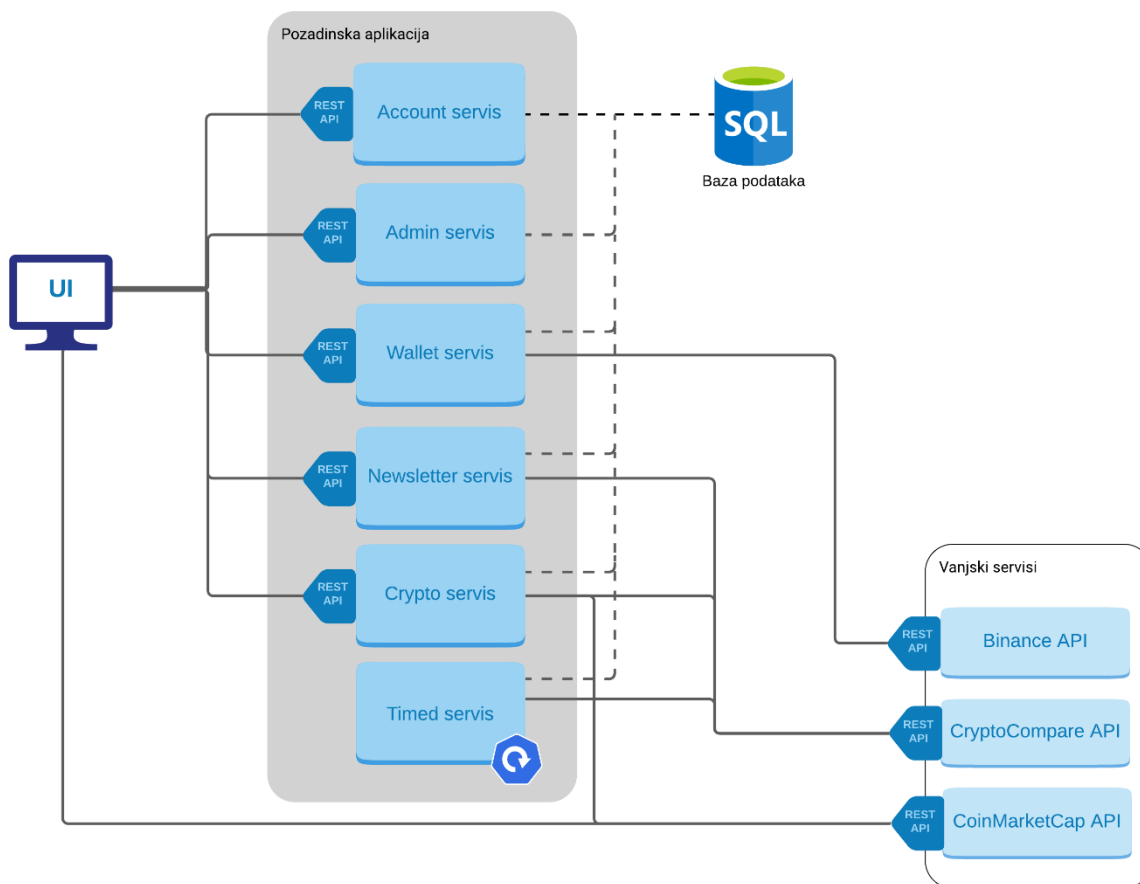 Pozadinska aplikacija
REST
API
Account servis
SQL
Baza podataka
REST
API
Admin servis
UI
REST
API
Wallet servis
REST
API
Newsletter servis
REST
API
Crypto servis
Timed servis
Vanjski servisi
REST
API
Binance API
REST
API
CryptoCompare API
REST
API
CoinMarketCap API